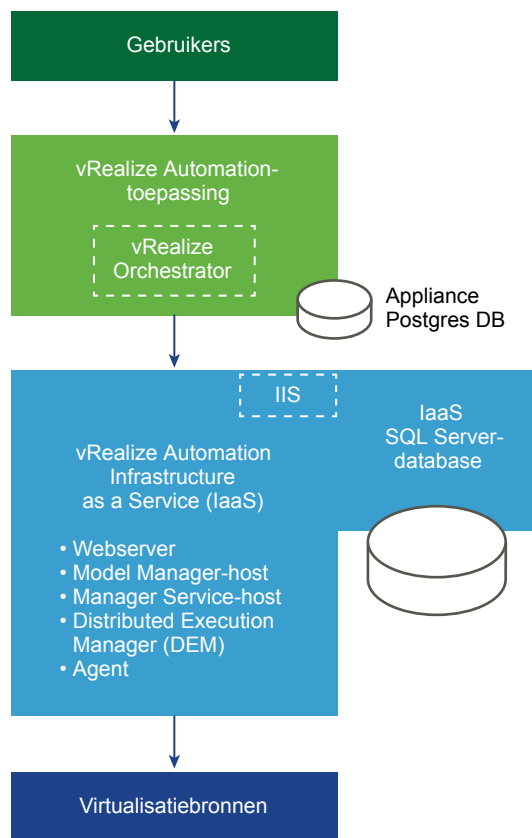 Gebruikers
vRealize Automation-
toepassing
vRealize
Orchestrator
Appliance
Postgres DB
IIS
IaaS
SQL Server-
database
vRealize Automation
Infrastructure
as a Service (IaaS)
• Webserver
• Model Manager-host
• Manager Service-host
• Distributed Execution
Manager (DEM)
• Agent
Virtualisatiebronnen